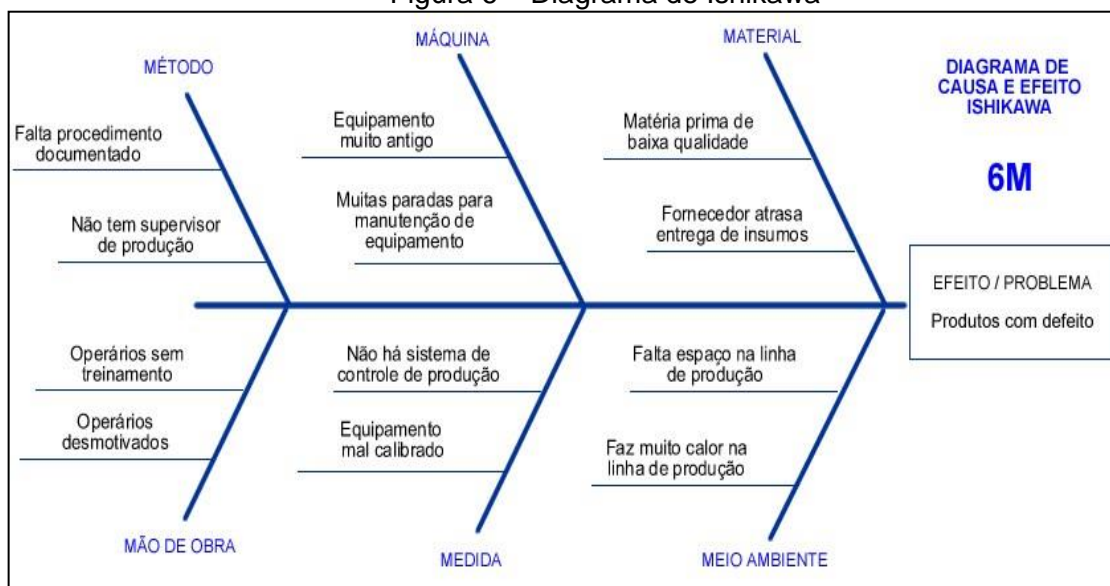 Diagrama de Ishikawa
MÉTODO
Falta procedimento
documentado
Não tem supervisor
de produção
MÁQUINA
Equipamento
muito antigo
Muitas paradas para
manutenção de
equipamento
MATERIAL
Matéria prima de
baixa qualidade
Fornecedor atrasa
entrega de insumos
DIAGRAMA DE
CAUSA E EFEITO
ISHIKAWA
6M
EFEITO / PROBLEMA
Produtos com defeito
Operários sem
treinamento
Operários
desmotivados
MÃO DE OBRA
Não há sistema de
controle de produção
Equipamento
mal calibrado
MEDIDA
Falta espaço na linha
de produção
Faz muito calor na
linha de produção
MEIO AMBIENTE